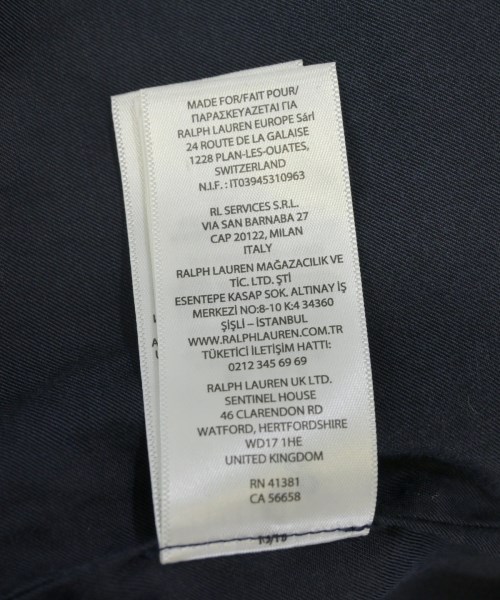 MADE FOR/FAIT POUR/
ΠΑΡΑΣΚΕΥΑΖΕΤΑΙ ΓΙΑ
RALPH LAUREN EUROPE Sárl
24 ROUTE DE LA GALAISE
1228 PLAN-LES-OUATES,
SWITZERLAND
N.I.F. : IT03945310963
RL SERVICES S.R.L.
VIA SAN BARNABA 27
CAP 20122, MILAN
ITALY
RALPH LAUREN MAĞAZACILIK VE
TİC. LTD. ŞTİ
ESENTEPE KASAP SOK. ALTINAY İŞ
MERKEZİ NO:8-10 K:4 34360
ŞİŞLİ – İSTANBUL
WWW.RALPHLAUREN.COM.TR
TÜKETİCİ İLETİŞİM HATTI:
0212 345 69 69
RALPH LAUREN UK LTD.
SENTINEL HOUSE
46 CLARENDON RD
WATFORD, HERTFORDSHIRE
WD17 1HE
UNITED KINGDOM
RN 41381
CA 56658